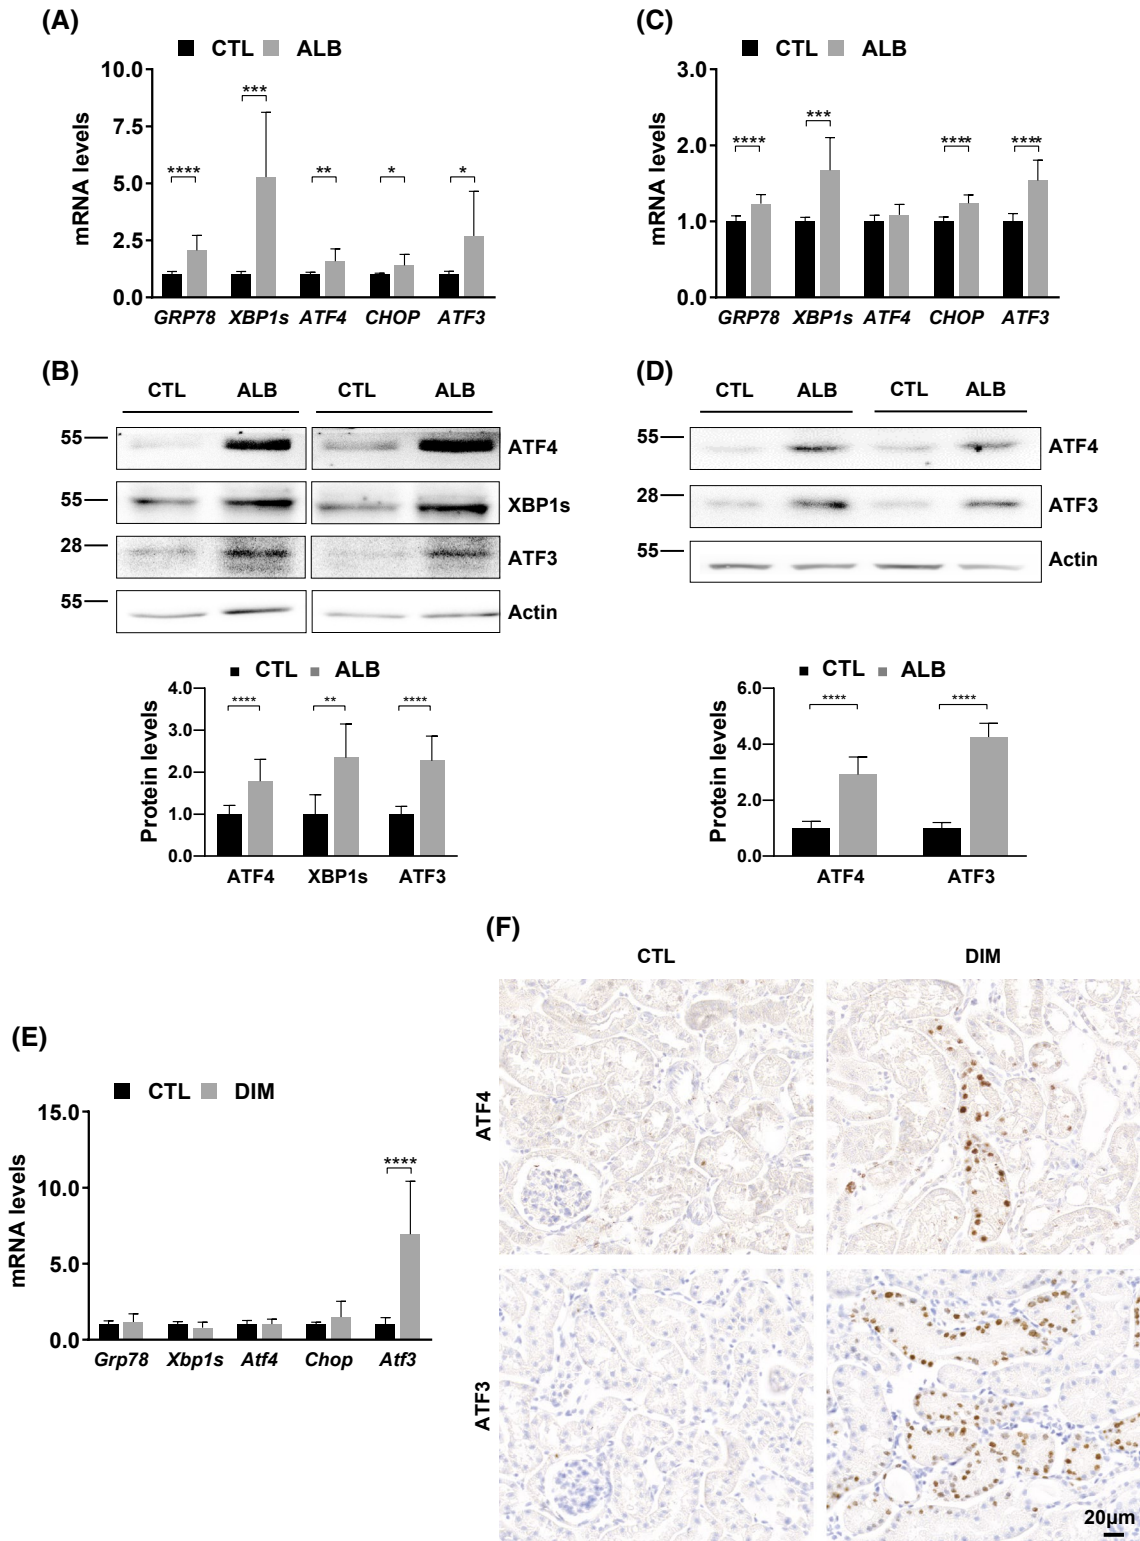 (A)
CTL ALB
mRNA levels
10.0
7.5
5.0
2.5
0.0
**** *** ** * *
GRP78 XBP1s ATF4 CHOP ATF3
(C)
CTL ALB
mRNA levels
3.0
2.0
1.0
0.0
**** *** **** ****
GRP78 XBP1s ATF4 CHOP ATF3
(B)
CTL ALB CTL ALB
55 ATF4
55 XBP1s
28 ATF3
55 Actin
CTL ALB
Protein levels
4.0
3.0
2.0
1.0
0.0
**** ** ****
ATF4 XBP1s ATF3
(D)
CTL ALB CTL ALB
55 ATF4
28 ATF3
55 Actin
CTL ALB
Protein levels
6.0
4.0
2.0
0.0
**** ****
ATF4 ATF3
(E)
CTL DIM
mRNA levels
15.0
10.0
5.0
0.0
****
Grp78 Xbp1s Atf4 Chop Atf3
(F)
CTL DIM
ATF4
ATF3
20µm